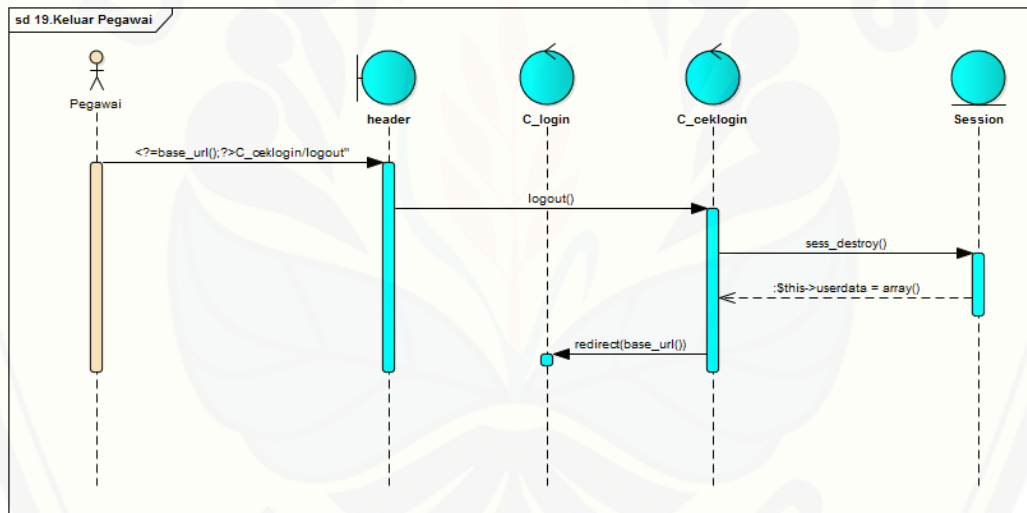 sd 19.Keluar Pegawai
Pegawai
header
C_login
C_ceklogin
Session
<?=base_url();?>C_ceklogin/logout"
logout()
sess_destroy()
:$this->userdata = array()
redirect(base_url())